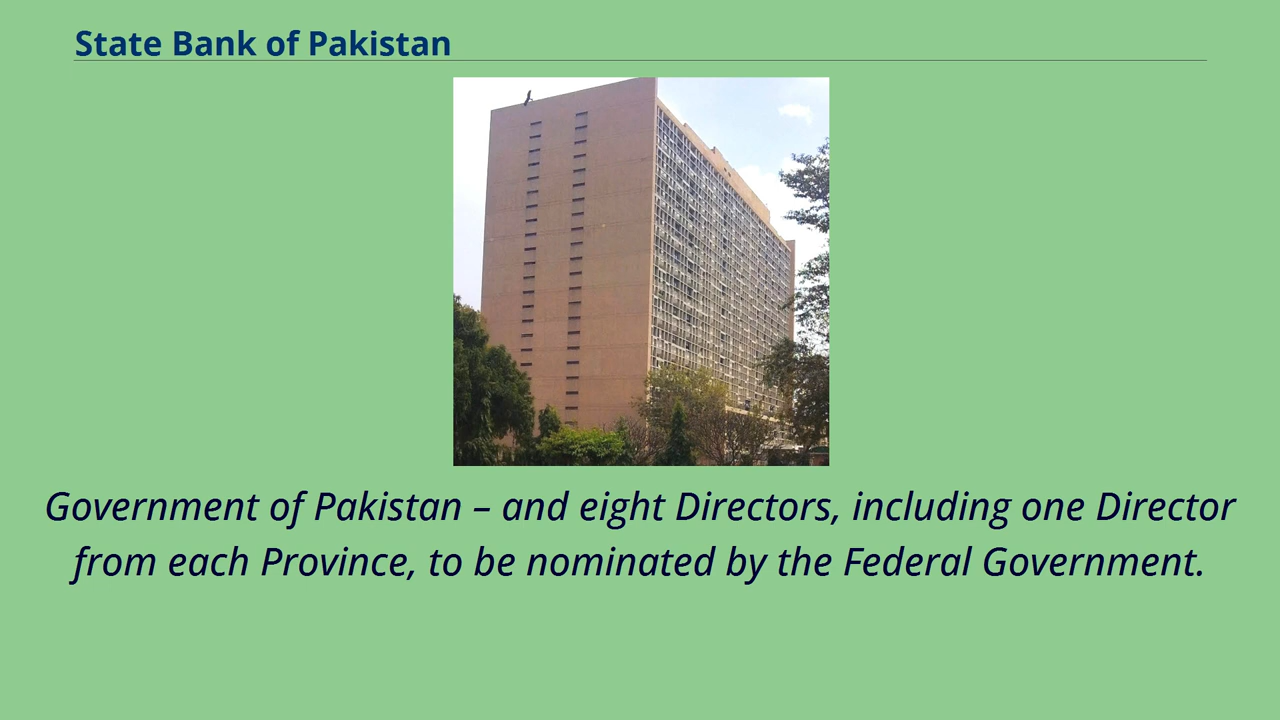 State Bank of Pakistan
Government of Pakistan – and eight Directors, including one Director
from each Province, to be nominated by the Federal Government.